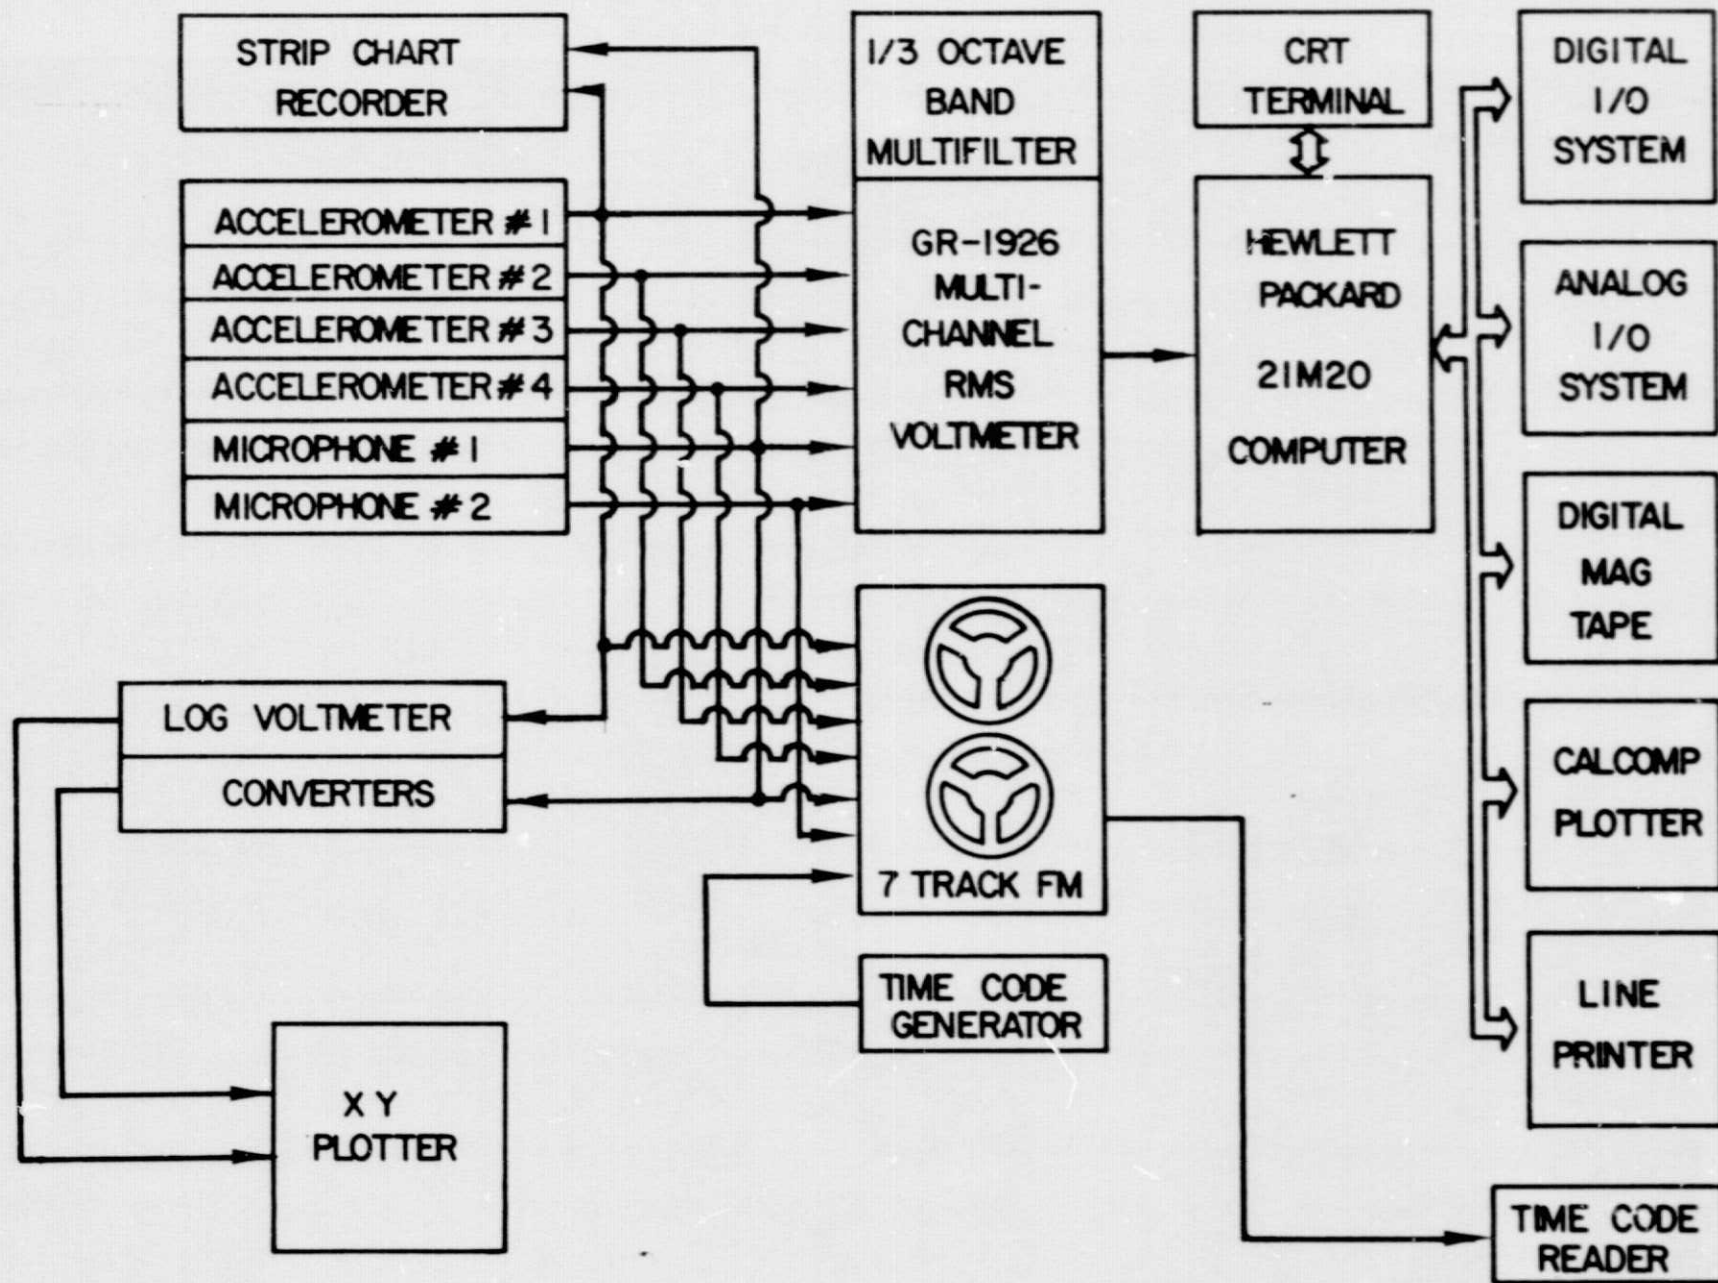 STRIP CHART
RECORDER
ACCELEROMETER #1
ACCELEROMETER #2
ACCELEROMETER #3
ACCELEROMETER #4
MICROPHONE #1
MICROPHONE #2
1/3 OCTAVE
BAND
MULTIFILTER
GR-1926
MULTI-
CHANNEL
RMS
VOLTMETER
CRT
TERMINAL
HEWLETT
PACKARD
21M20
COMPUTER
DIGITAL
I/O
SYSTEM
ANALOG
I/O
SYSTEM
DIGITAL
MAG
TAPE
CALCOMP
PLOTTER
LINE
PRINTER
LOG VOLTMETER
CONVERTERS
7 TRACK FM
TIME CODE
GENERATOR
X Y
PLOTTER
TIME CODE
READER